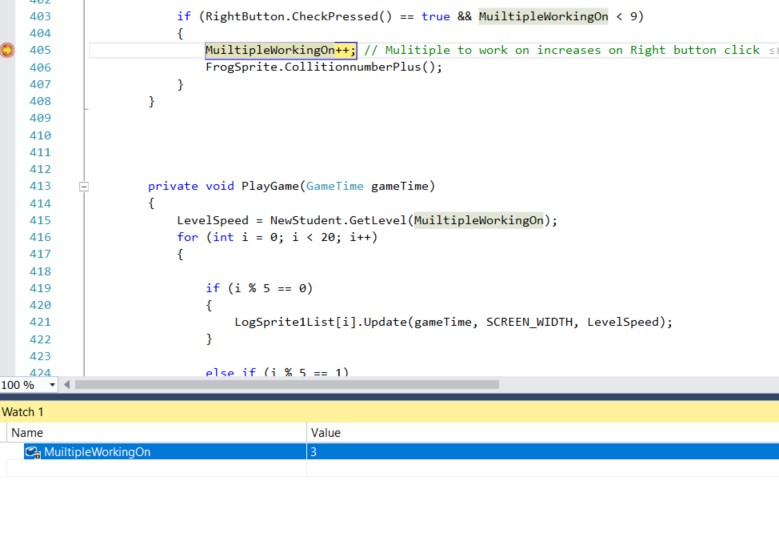 402
403 if (RightButton.CheckPressed() == true && MuiltipleWorkingOn < 9)
404 {
405 MuiltipleWorkingOn++; // Mulitiple to work on increases on Right button click
406 FrogSprite.CollitionnumberPlus();
407 }
408 }
409
410
411
412
413 private void PlayGame(GameTime gameTime)
414 {
415 LevelSpeed = NewStudent.GetLevel(MuiltipleWorkingOn);
416 for (int i = 0; i < 20; i++)
417 {
418
419 if (i % 5 == 0)
420 {
421 LogSprite1List[i].Update(gameTime, SCREEN_WIDTH, LevelSpeed);
422 }
423
424 else if (i % 5 == 1)
100 %
Watch 1
Name Value
MuiltipleWorkingOn 3